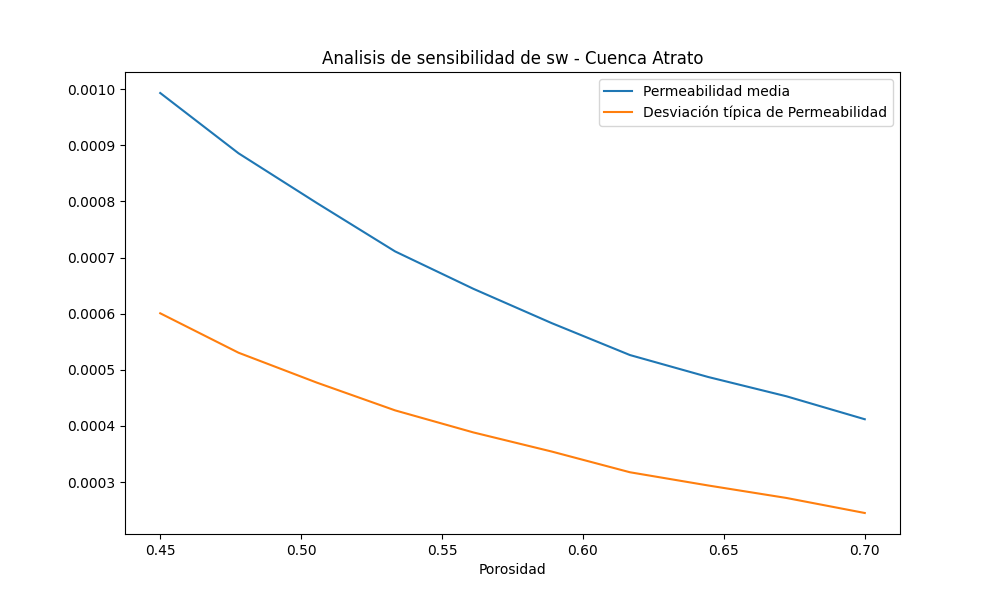 Analisis de sensibilidad de sw - Cuenca Atrato
Permeabilidad media
Desviación típica de Permeabilidad
0.0010
0.0009
0.0008
0.0007
0.0006
0.0005
0.0004
0.0003
0.45 0.50 0.55 0.60 0.65 0.70
Porosidad